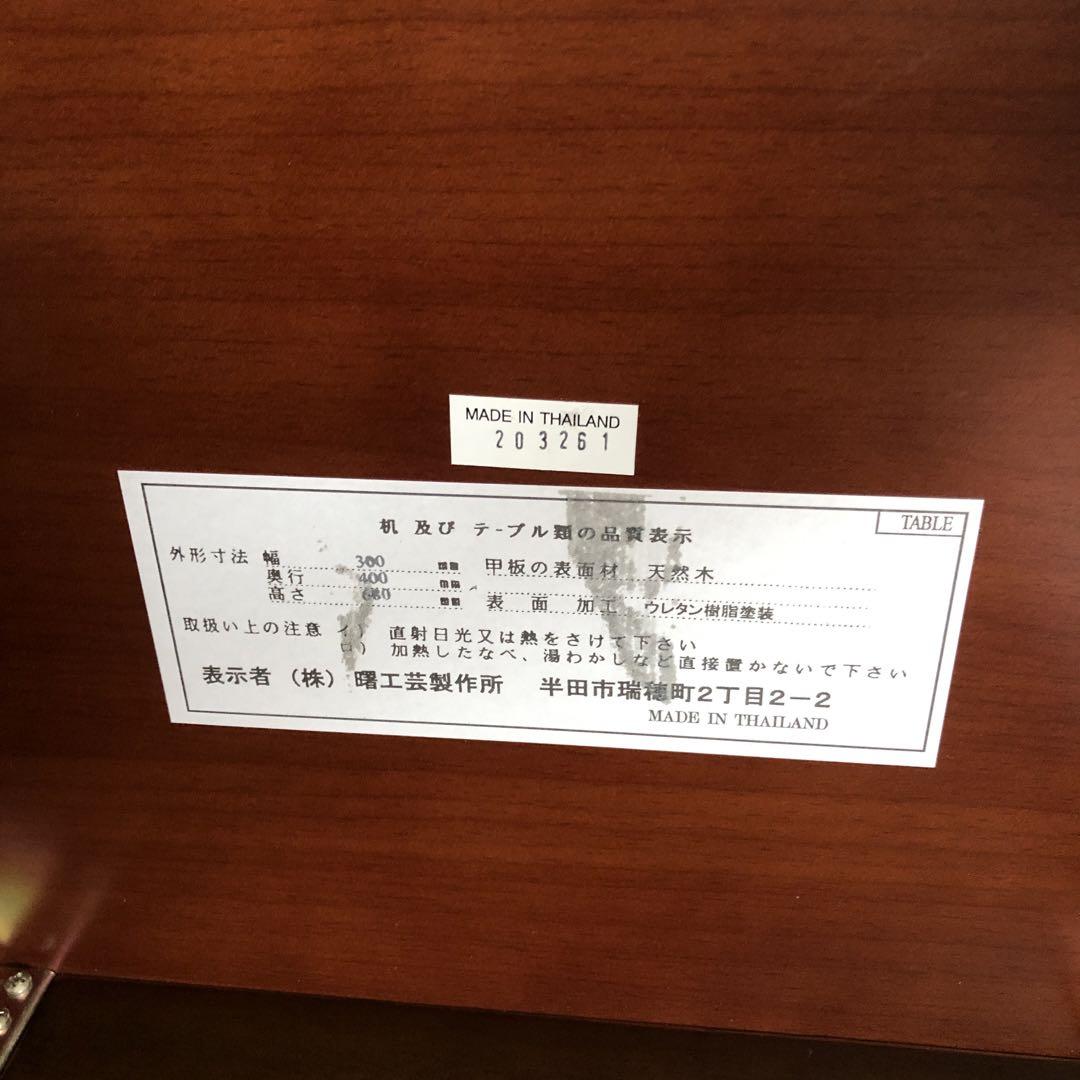 MADE IN THAILAND
203261
TABLE
机 及び テーブル類の品質表示
外形寸法 幅 300 mm 甲板の表面材 天然木
奥行 400 mm
高さ mm 表面加工 ウレタン樹脂塗装
取扱い上の注意 イ) 直射日光又は熱をさけて下さい
ロ) 加熱したなべ、湯わかしなど直接置かないで下さい
表示者 (株) 曙工芸製作所 半田市瑞穂町2丁目2-2
MADE IN THAILAND